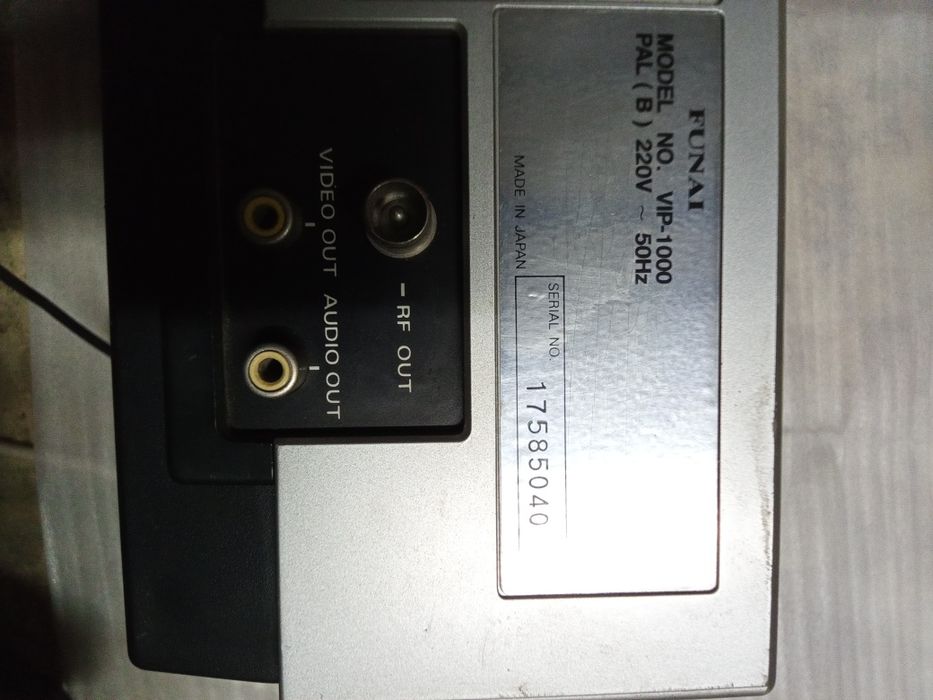 FUNAI
MODEL NO. VIP-1000
PAL ( B ) 220V ~ 50Hz
MADE IN JAPAN
SERIAL NO. 17585040
RF OUT
VIDEO OUT AUDIO OUT